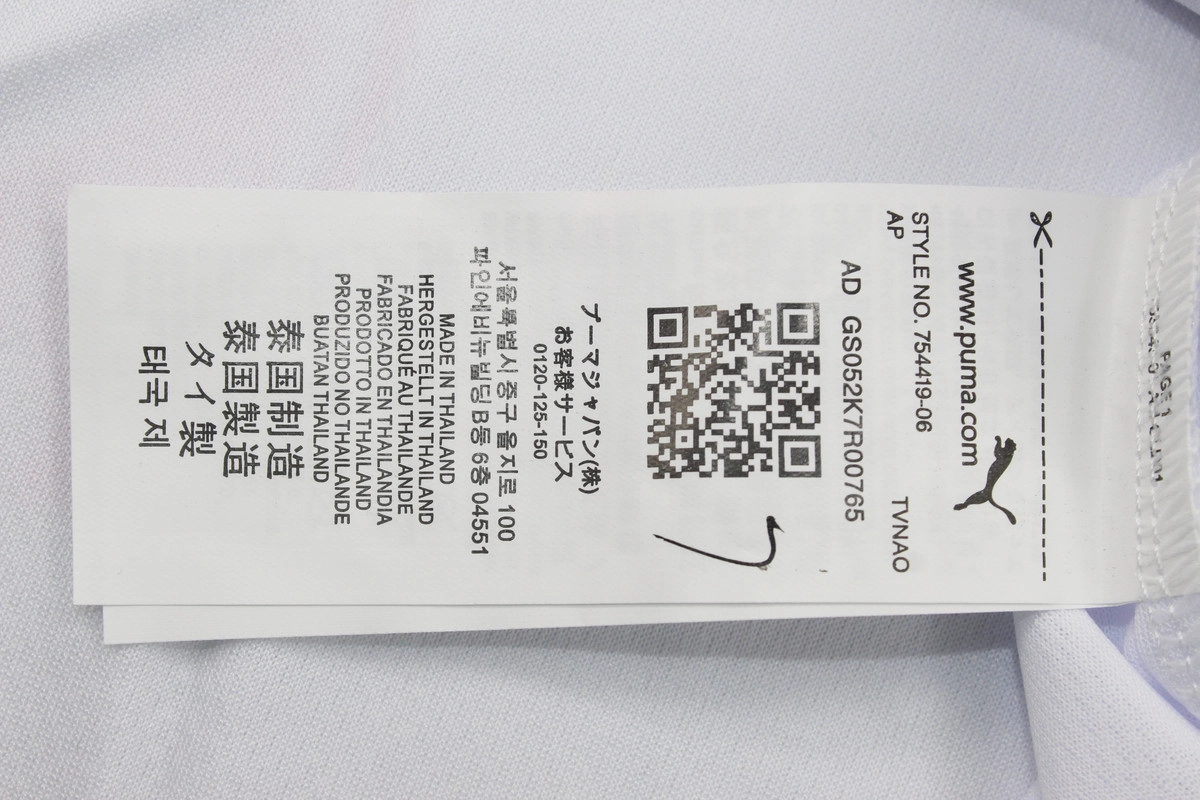 www.puma.com
STYLE NO. 754419-06
AP
TVNAO
AD GS052K7R00765
プーマジャパン(株)
お客様サービス
0120-125-150
서울특별시 중구 을지로 100
파인에비뉴빌딩 B동 6층 04551
MADE IN THAILAND
HERGESTELLT IN THAILAND
FABRIQUÉ AU THAILANDE
FABRICADO EN THAILANDIA
PRODOTTO IN THAILAND
PRODUZIDO NO THAILANDE
BUATAN THAILAND
泰国制造
泰国製造
タイ製
태국 제